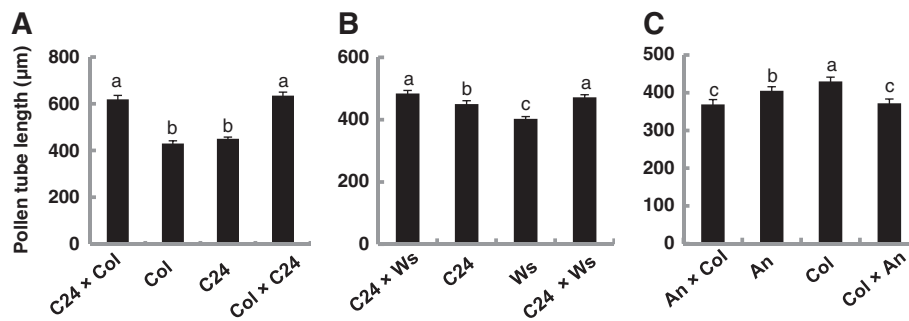 A
B
C
Pollen tube length (μm)
800
600
400
200
0
a
b
b
a
C24 × Col
Col
C24
Col × C24
600
400
200
0
a
b
c
a
C24 × Ws
C24
Ws
C24 × Ws
500
400
300
200
100
0
c
b
a
c
An × Col
An
Col
Col × An